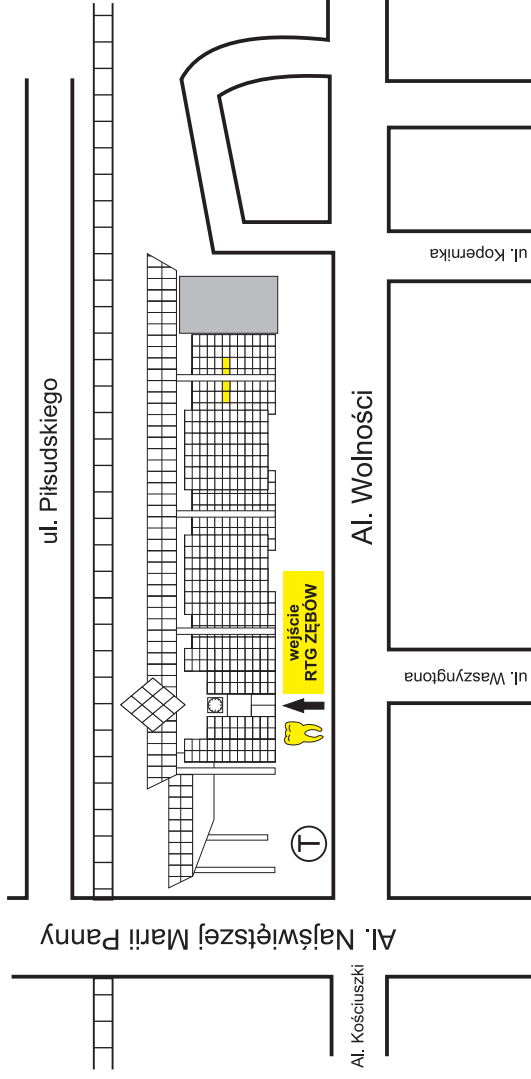 ul. Piłsudskiego
Al. Wolności
wejście
RTG ZĘBÓW
ul. Kopernika
ul. Waszyngtona
T
Al. Najświętszej Marii Panny
Al. Kościuszki